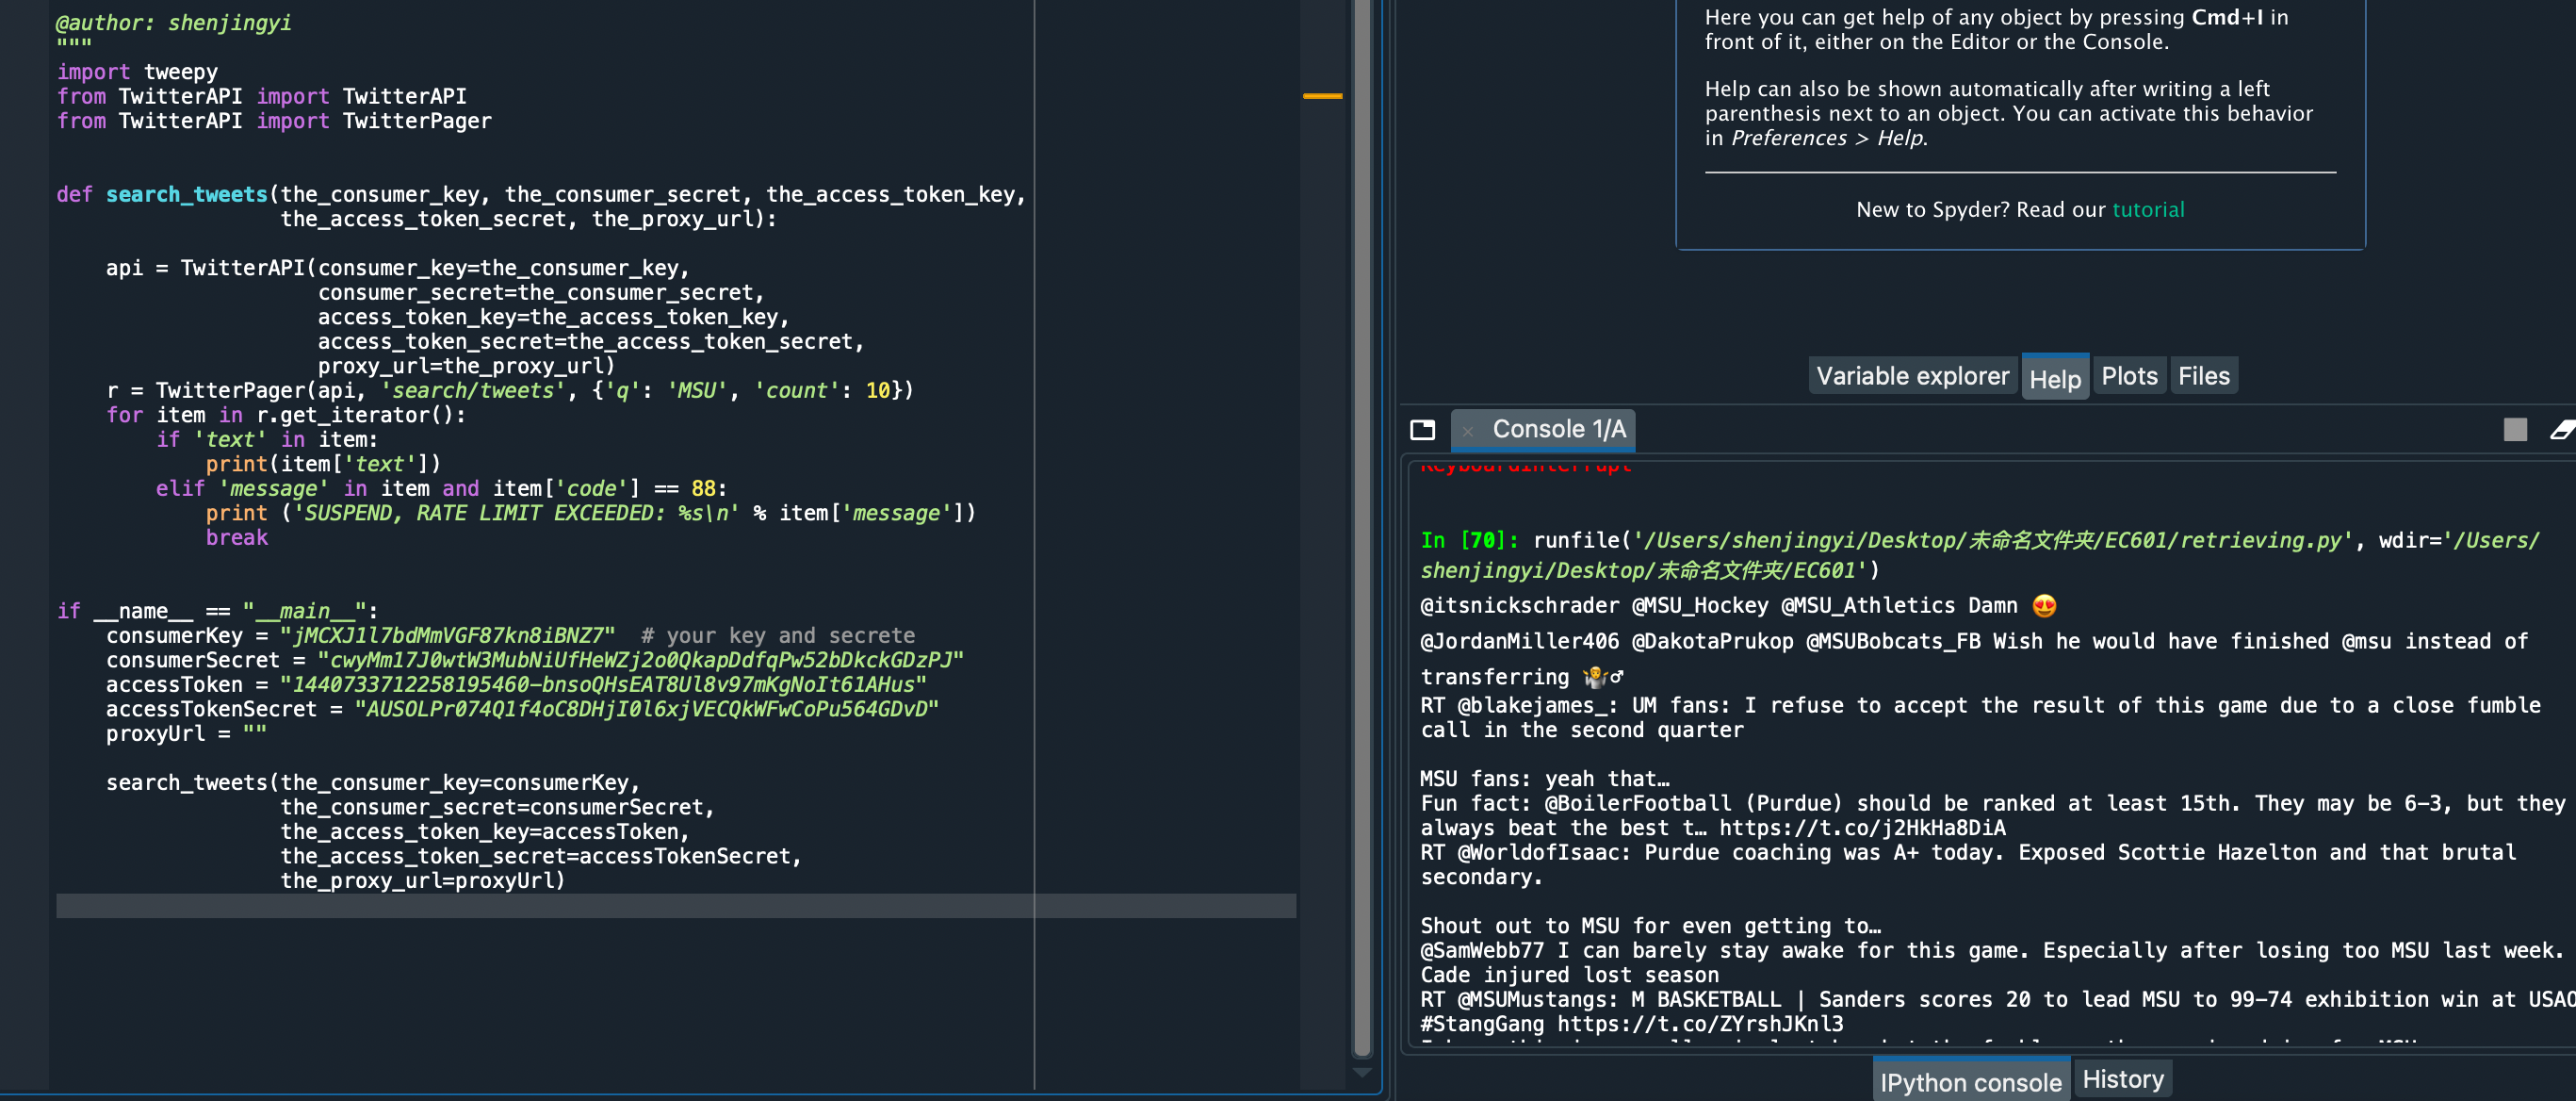 @author: shenjingyi
"""
import tweepy
from TwitterAPI import TwitterAPI
from TwitterAPI import TwitterPager
def search_tweets(the_consumer_key, the_consumer_secret, the_access_token_key,
the_access_token_secret, the_proxy_url):
api = TwitterAPI(consumer_key=the_consumer_key,
consumer_secret=the_consumer_secret,
access_token_key=the_access_token_key,
access_token_secret=the_access_token_secret,
proxy_url=the_proxy_url)
r = TwitterPager(api, 'search/tweets', {'q': 'MSU', 'count': 10})
for item in r.get_iterator():
if 'text' in item:
print(item['text'])
elif 'message' in item and item['code'] == 88:
print ('SUSPEND, RATE LIMIT EXCEEDED: %s\n' % item['message'])
break
if __name__ == "__main__":
consumerKey = "jMCXJ1l7bdMmVGF87kn8iBNZ7"  # your key and secrete
consumerSecret = "cwyMm17J0wtW3MubNiUfHeWZj2o0QkapDdfqPw52bDkckGDzPJ"
accessToken = "1440733712258195460-bnsoQHsEAT8Ul8v97mKgNoIt61AHus"
accessTokenSecret = "AUSOLPr074Q1f4oC8DHjI0l6xjVECQkWFwCoPu564GDvD"
proxyUrl = ""
search_tweets(the_consumer_key=consumerKey,
the_consumer_secret=consumerSecret,
the_access_token_key=accessToken,
the_access_token_secret=accessTokenSecret,
the_proxy_url=proxyUrl)
Here you can get help of any object by pressing Cmd+I in
front of it, either on the Editor or the Console.
Help can also be shown automatically after writing a left
parenthesis next to an object. You can activate this behavior
in Preferences > Help.
New to Spyder? Read our tutorial
Variable explorer Help Plots Files
Console 1/A
KeyboardInterrupt
In [70]: runfile('/Users/shenjingyi/Desktop/未命名文件夹/EC601/retrieving.py', wdir='/Users/
shenjingyi/Desktop/未命名文件夹/EC601')
@itsnickschrader @MSU_Hockey @MSU_Athletics Damn 😍
@JordanMiller406 @DakotaPrukop @MSUBobcats_FB Wish he would have finished @msu instead of
transferring 🤷♂
RT @blakejames_: UM fans: I refuse to accept the result of this game due to a close fumble
call in the second quarter
MSU fans: yeah that…
Fun fact: @BoilerFootball (Purdue) should be ranked at least 15th. They may be 6-3, but they
always beat the best t… https://t.co/j2HkHa8DiA
RT @WorldofIsaac: Purdue coaching was A+ today. Exposed Scottie Hazelton and that brutal
secondary.
Shout out to MSU for even getting to…
@SamWebb77 I can barely stay awake for this game. Especially after losing too MSU last week.
Cade injured lost season
RT @MSUMustangs: M BASKETBALL | Sanders scores 20 to lead MSU to 99-74 exhibition win at USAO
#StangGang https://t.co/ZYrshJKnl3
IPython console History